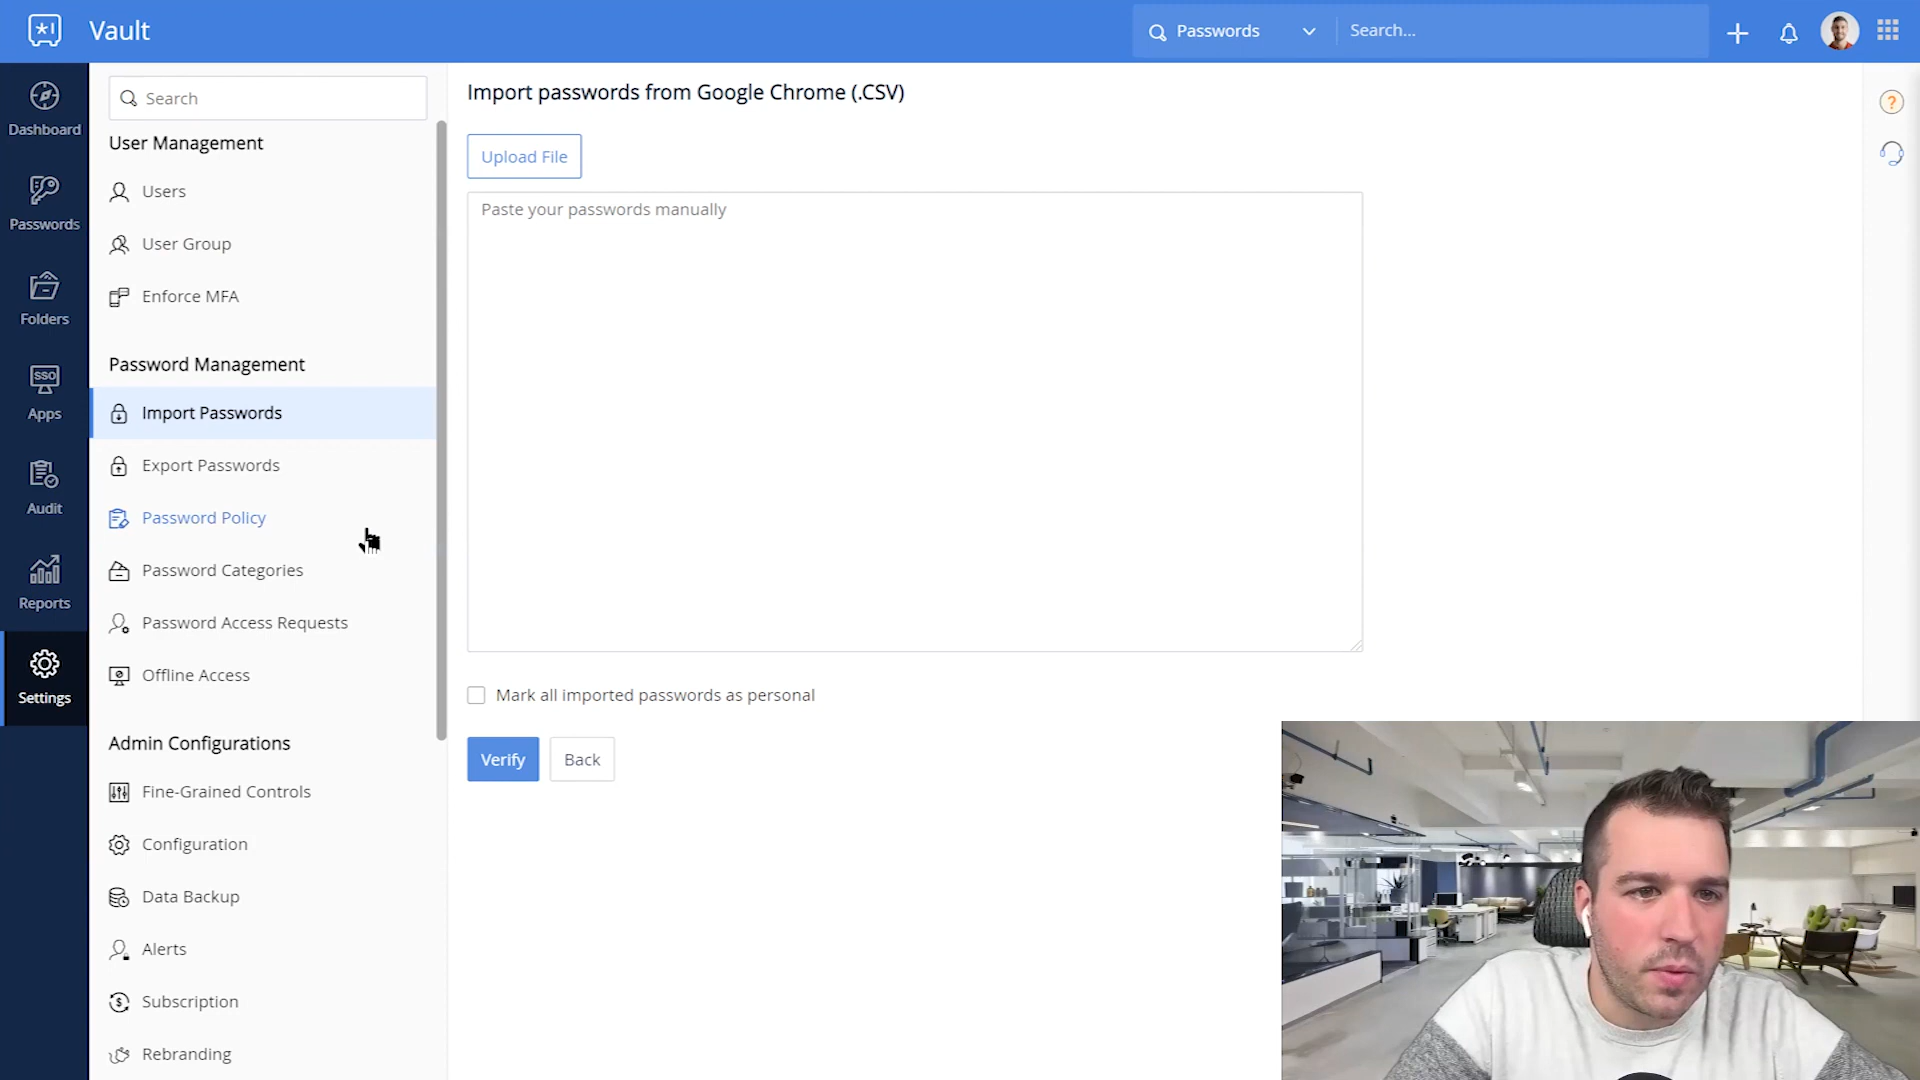 Vault
Passwords
Search...
Dashboard
Passwords
Folders
Apps
Audit
Reports
Settings
Search
User Management
Users
User Group
Enforce MFA
Password Management
Import Passwords
Export Passwords
Password Policy
Password Categories
Password Access Requests
Offline Access
Admin Configurations
Fine-Grained Controls
Configuration
Data Backup
Alerts
Subscription
Rebranding
Import passwords from Google Chrome (.CSV)
Upload File
Paste your passwords manually
Mark all imported passwords as personal
Verify
Back
SSO
?